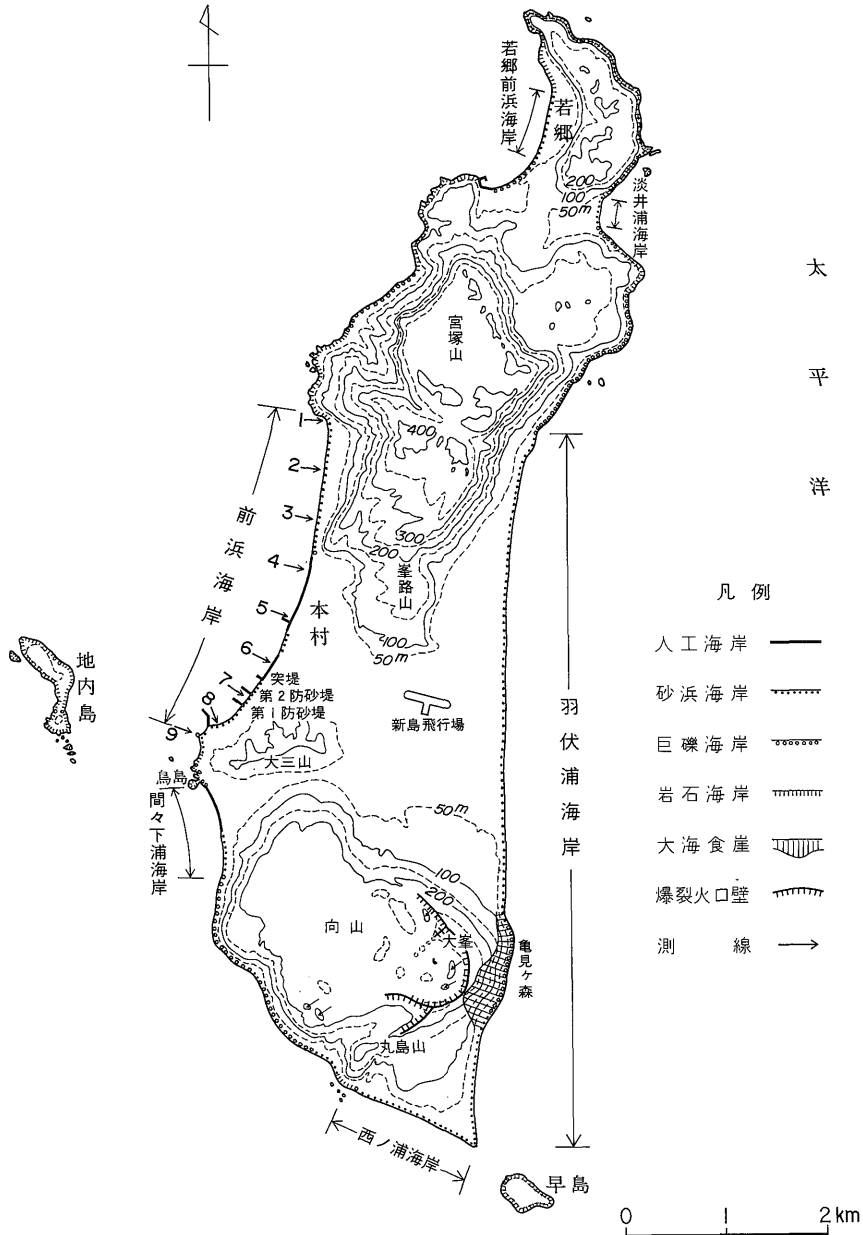 若郷前浜海岸
若郷
200
100
50m
淡井浦海岸
太平洋
宮塚山
400
300
200
峯路山
100
50m
1
2
3
4
5
6
7
8
9
前浜海岸
本村
突堤
第2防砂堤
第1防砂堤
大三山
新島飛行場
地内島
鳥島
間々下浦海岸
羽伏浦海岸
50m
100
200
向山
大峯
亀見ヶ森
丸島山
西ノ浦海岸
早島
凡例
人工海岸
砂浜海岸
巨礫海岸
岩石海岸
大海食崖
爆裂火口壁
測線
0 1 2 km